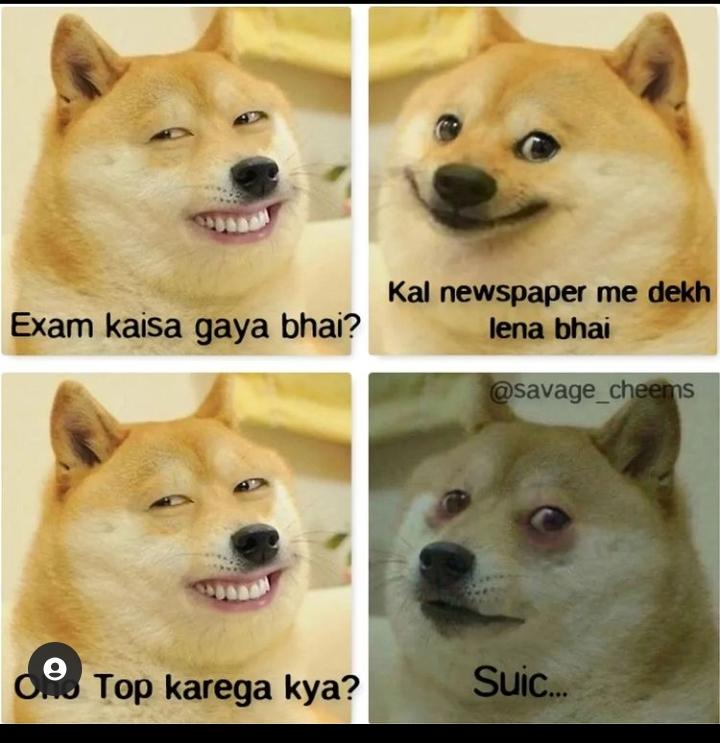 Exam kaisa gaya bhai?
Kal newspaper me dekh
lena bhai
@savage_cheems
Top karega kya?
Suic...